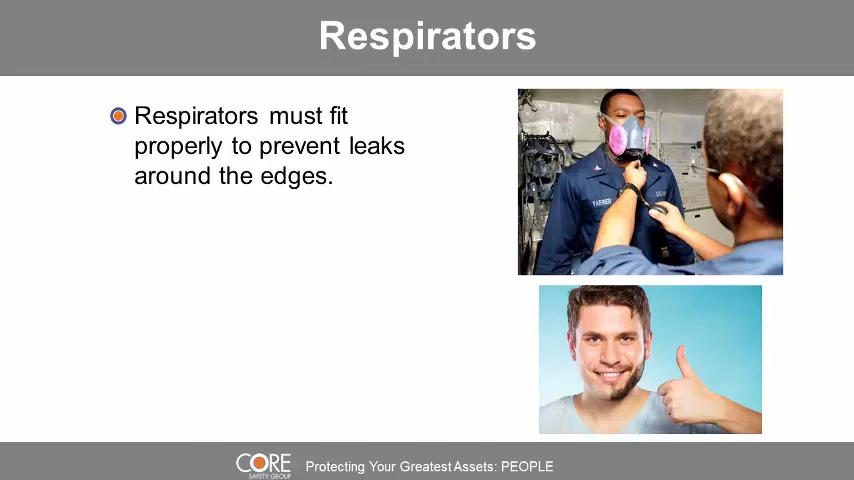 Respirators
Respirators must fit
properly to prevent leaks
around the edges.
FARRIER
CORE
SAFETY GROUP
Protecting Your Greatest Assets: PEOPLE